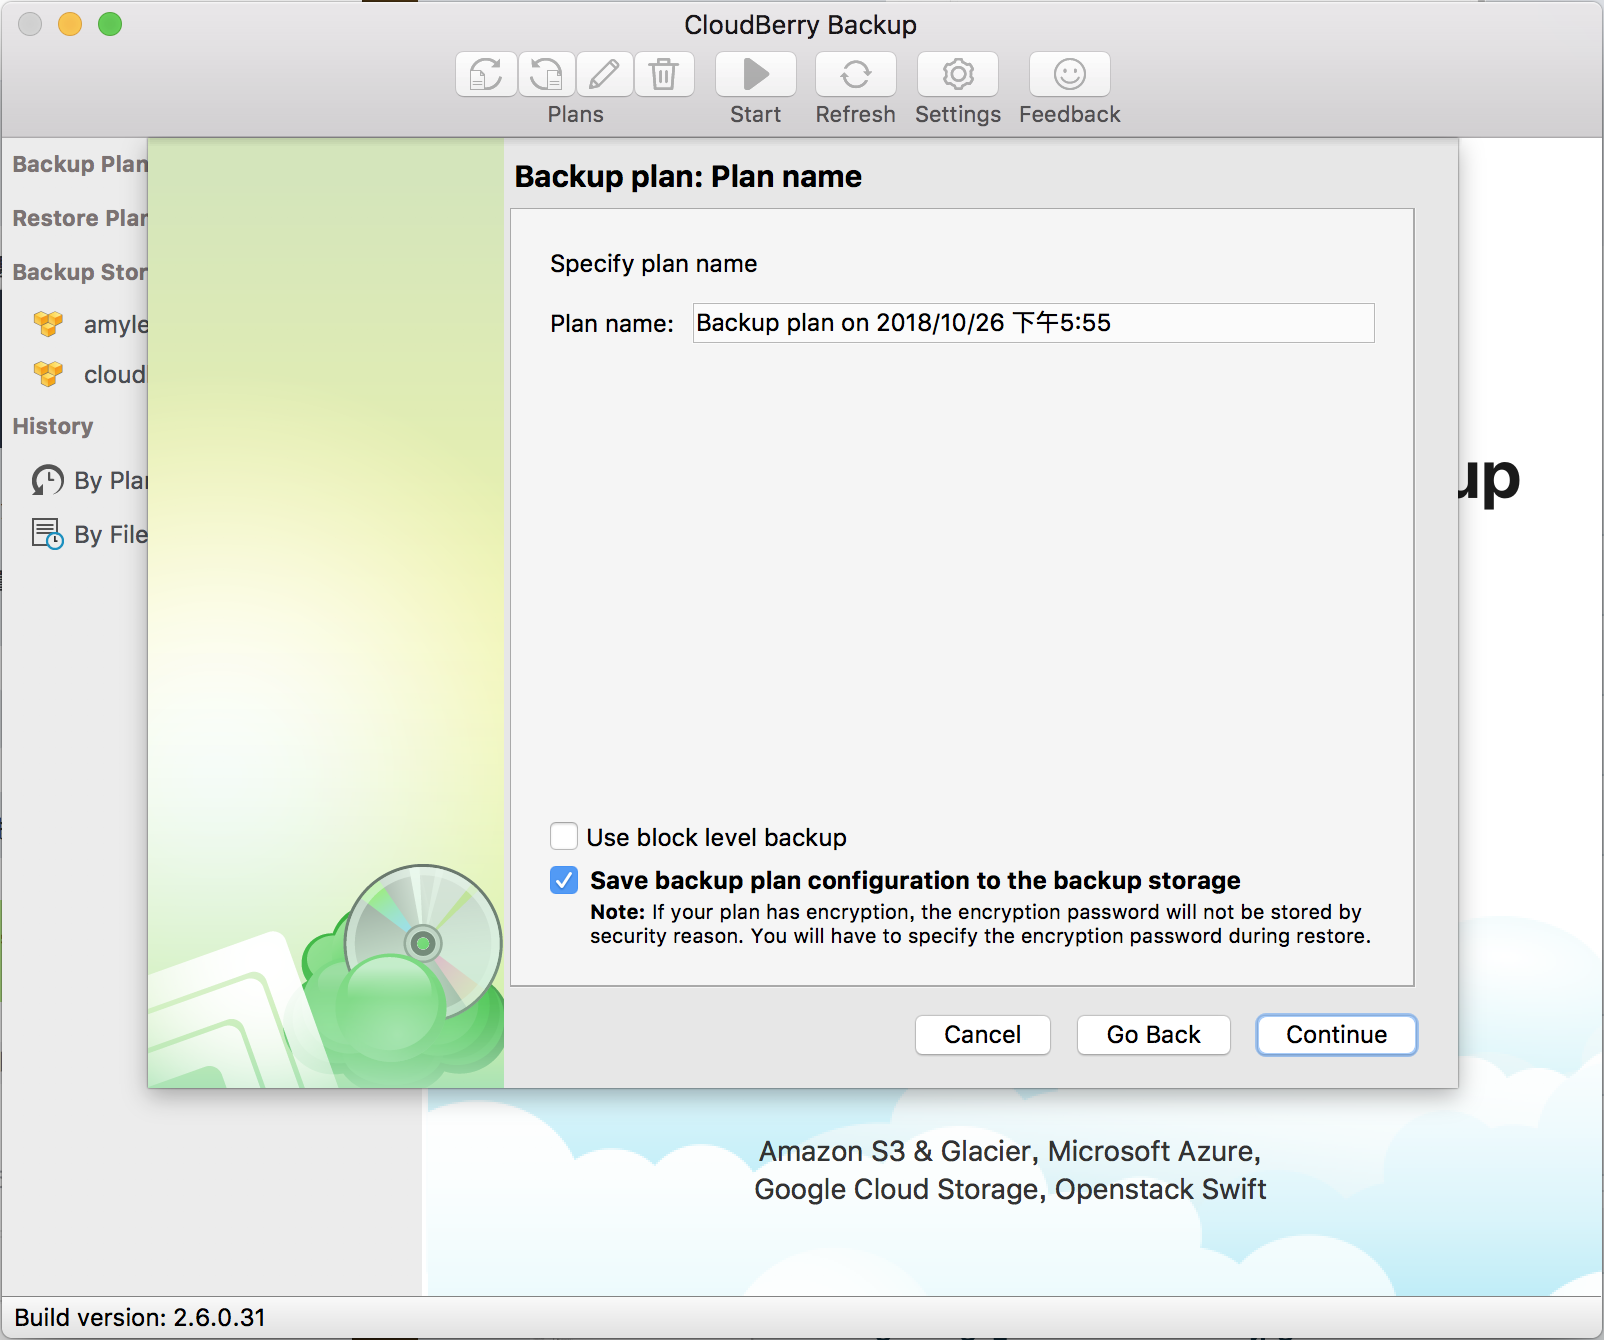 CloudBerry Backup
Plans
Start
Refresh
Settings
Feedback
Backup Plan
Restore Plan
Backup Stor
amyle
cloud
History
By Plan
By File
Backup plan: Plan name
Specify plan name
Plan name:
Backup plan on 2018/10/26 下午5:55
Use block level backup
Save backup plan configuration to the backup storage
Note: If your plan has encryption, the encryption password will not be stored by
security reason. You will have to specify the encryption password during restore.
Cancel
Go Back
Continue
up
Amazon S3 & Glacier, Microsoft Azure,
Google Cloud Storage, Openstack Swift
Build version: 2.6.0.31